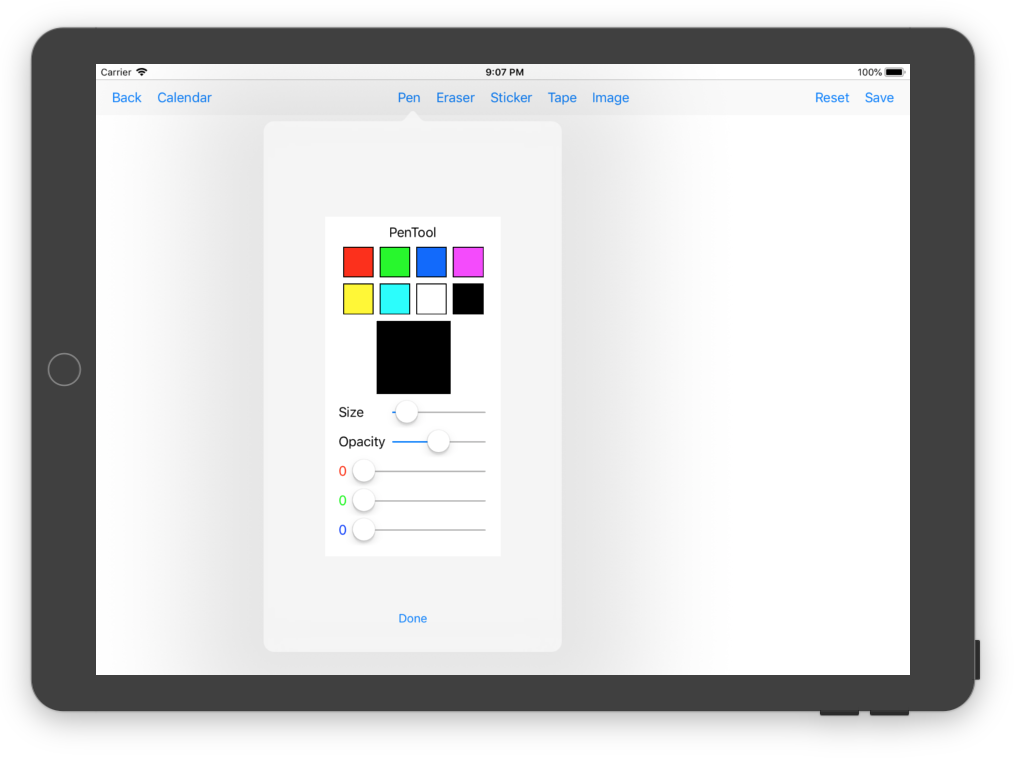 Carrier 9:07 PM 100%
Back Calendar Pen Eraser Sticker Tape Image Reset Save
PenTool
Size
Opacity
0
0
0
Done